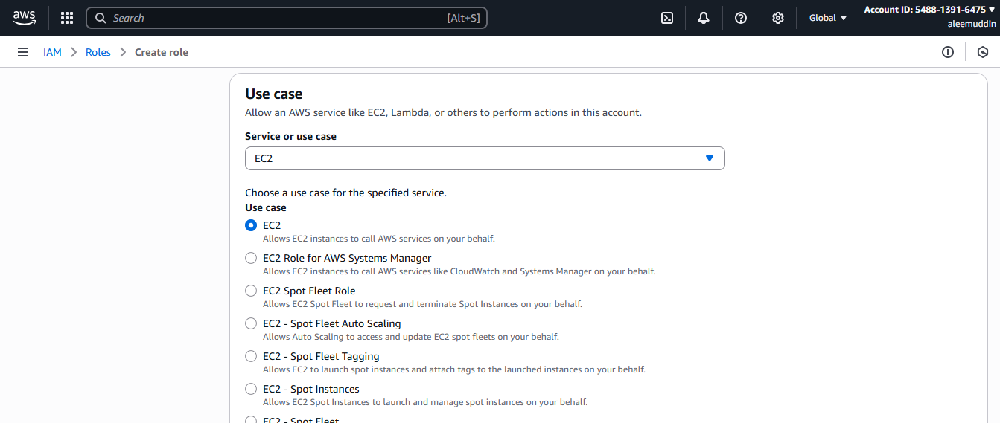 aws
Search [Alt+S]
Global
Account ID: 5488-1391-6475
aleemuddin
IAM > Roles > Create role
Use case
Allow an AWS service like EC2, Lambda, or others to perform actions in this account.
Service or use case
EC2
Choose a use case for the specified service.
Use case
EC2
Allows EC2 instances to call AWS services on your behalf.
EC2 Role for AWS Systems Manager
Allows EC2 instances to call AWS services like CloudWatch and Systems Manager on your behalf.
EC2 Spot Fleet Role
Allows EC2 Spot Fleet to request and terminate Spot Instances on your behalf.
EC2 - Spot Fleet Auto Scaling
Allows Auto Scaling to access and update EC2 spot fleets on your behalf.
EC2 - Spot Fleet Tagging
Allows EC2 to launch spot instances and attach tags to the launched instances on your behalf.
EC2 - Spot Instances
Allows EC2 Spot Instances to launch and manage spot instances on your behalf.
EC2 - Spot Fleet